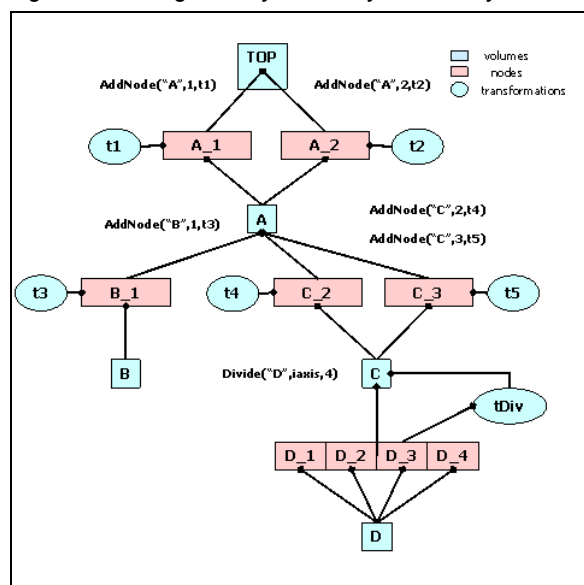 TOP
volumes
nodes
transformations
AddNode("A",1,t1)
AddNode("A",2,t2)
t1
A_1
A_2
t2
A
AddNode("B",1,t3)
AddNode("C",2,t4)
AddNode("C",3,t5)
t3
B_1
t4
C_2
C_3
t5
B
Divide("D",iaxis,4)
C
tDiv
D_1 D_2 D_3 D_4
D